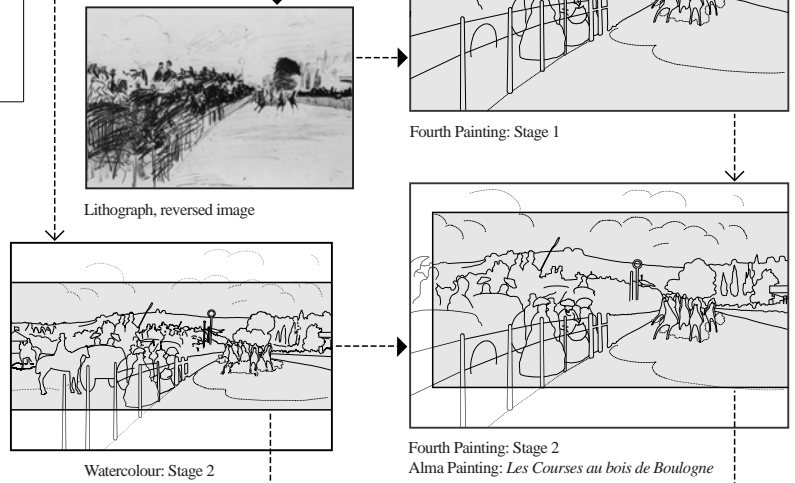 Fourth Painting: Stage 1
Lithograph, reversed image
Fourth Painting: Stage 2
Alma Painting: Les Courses au bois de Boulogne
Watercolour: Stage 2